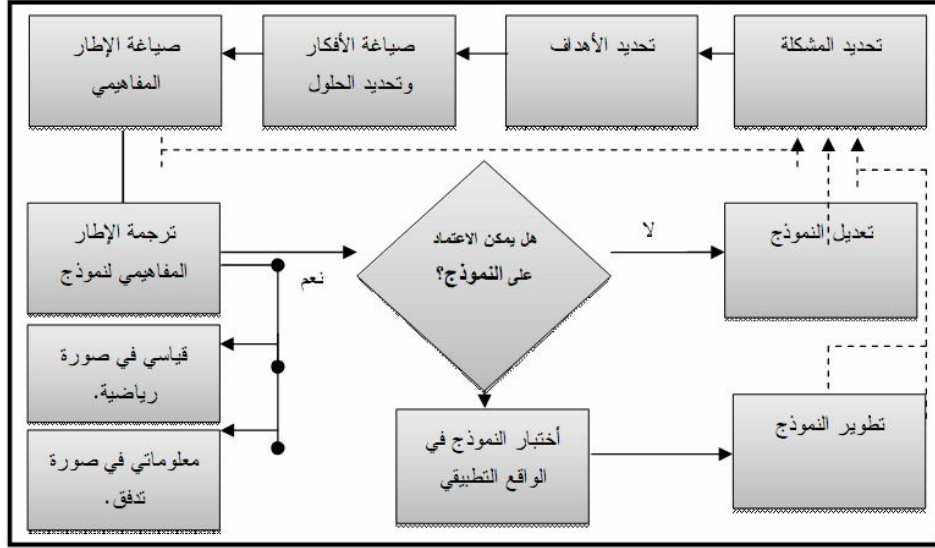 تحديد المشكلة
تحديد الأهداف
صياغة الأفكار
وتحديد الحلول
صياغة الإطار
المفاهيمي
ترجمة الإطار
المفاهيمي لنموذج
نعم
هل يمكن الاعتماد
على النموذج؟
لا
تعديل النموذج
قياسي في صورة
رياضية.
معلوماتي في صورة
تدفق.
أختبار النموذج في
الواقع التطبيقي
تطوير النموذج